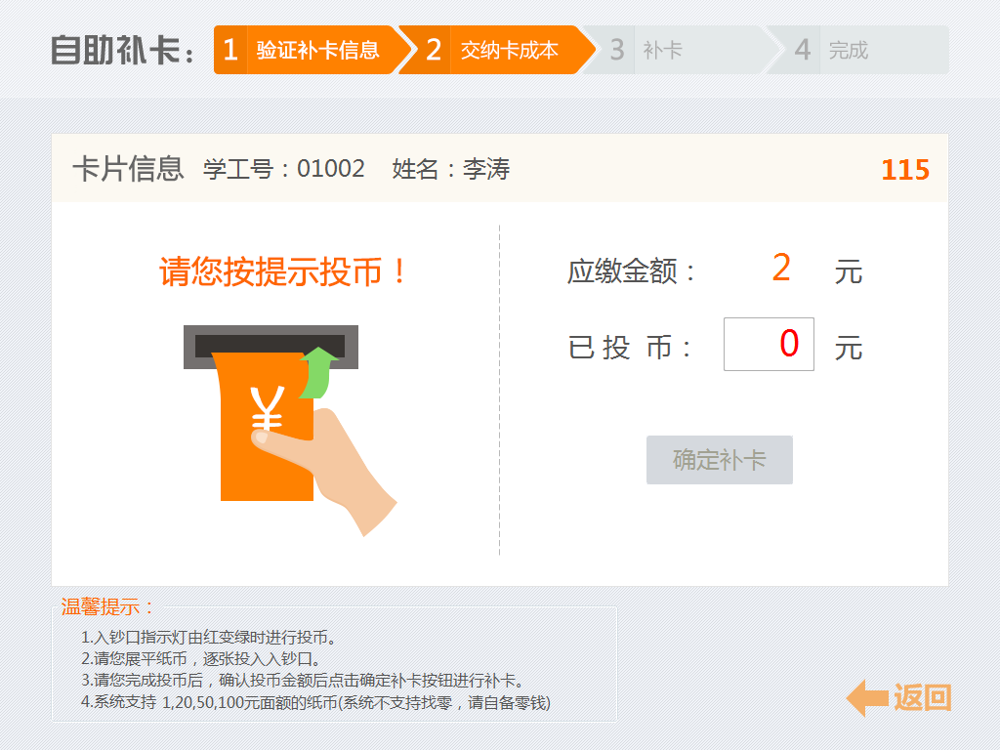 自助补卡：
1 验证补卡信息 2 交纳卡成本 3 补卡 4 完成
卡片信息 学工号：01002 姓名：李涛 115
请您按提示投币！
¥
应缴金额： 2 元
已 投 币： 0 元
确定补卡
温馨提示：
1.入钞口指示灯由红变绿时进行投币。
2.请您展平纸币，逐张投入入钞口。
3.请您完成投币后，确认投币金额后点击确定补卡按钮进行补卡。
4.系统支持 1,20,50,100元面额的纸币(系统不支持找零，请自备零钱)
返回